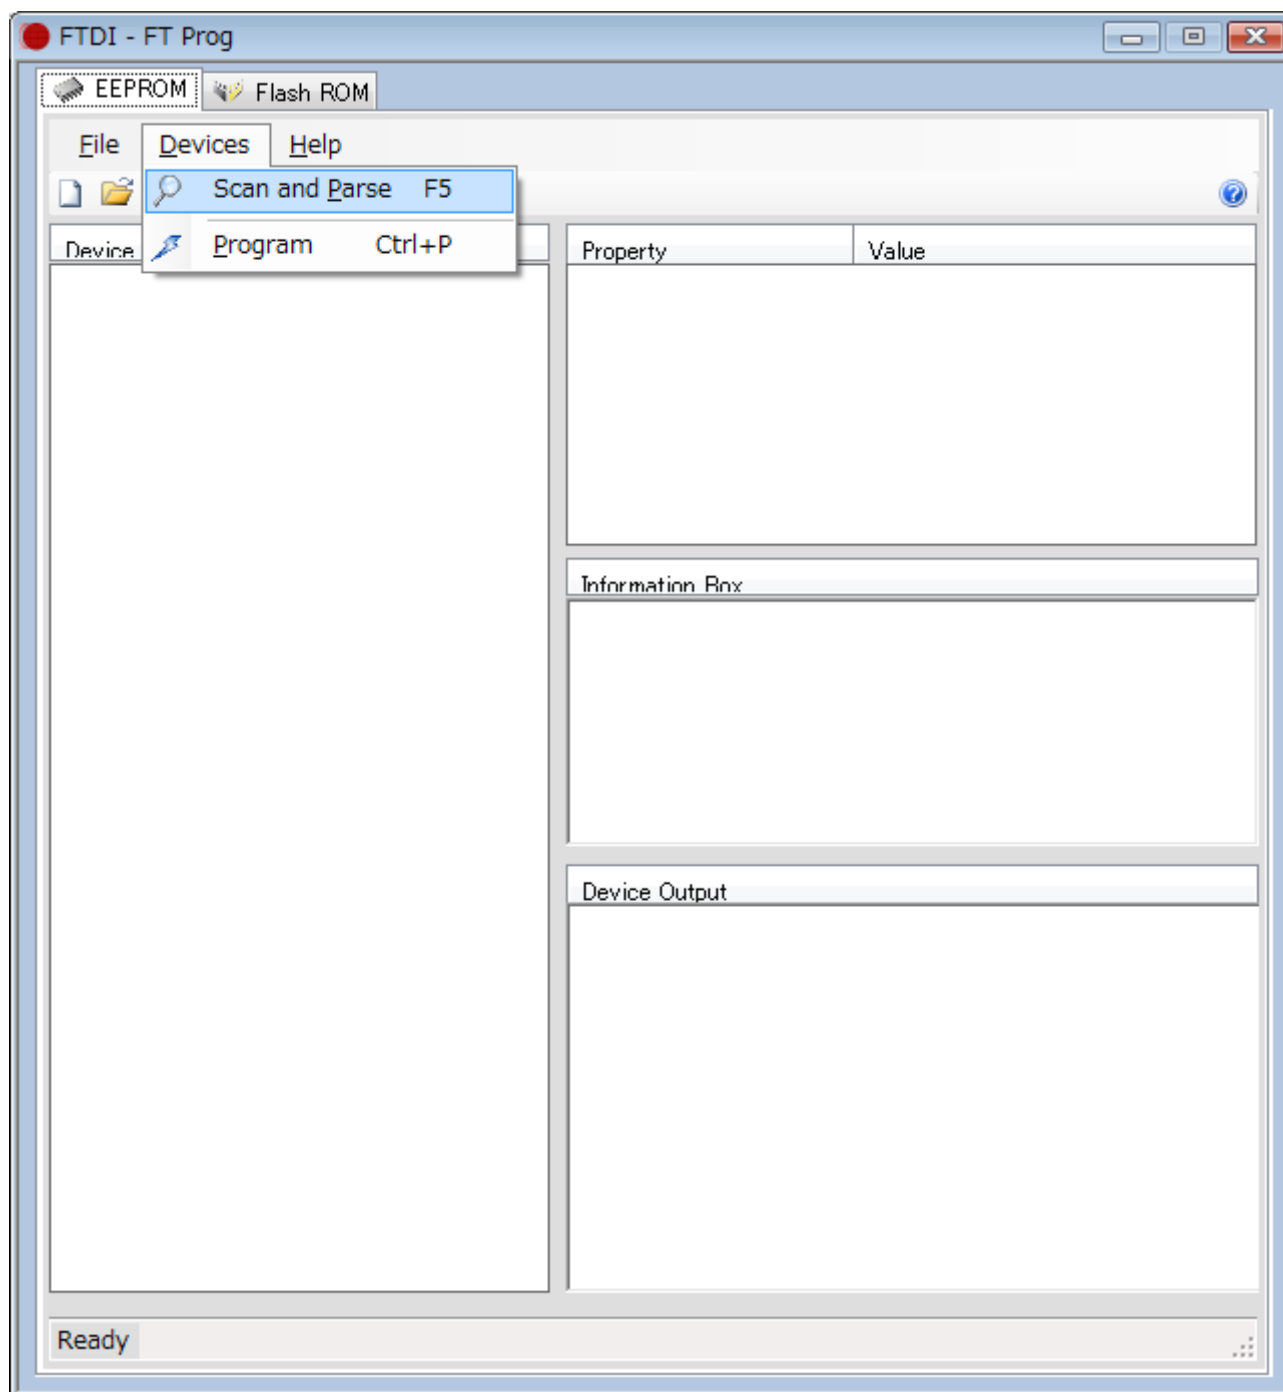 FTDI - FT Prog
EEPROM Flash ROM
File Devices Help
Scan and Parse F5
Program Ctrl+P
Device
Property Value
Information Box
Device Output
Ready